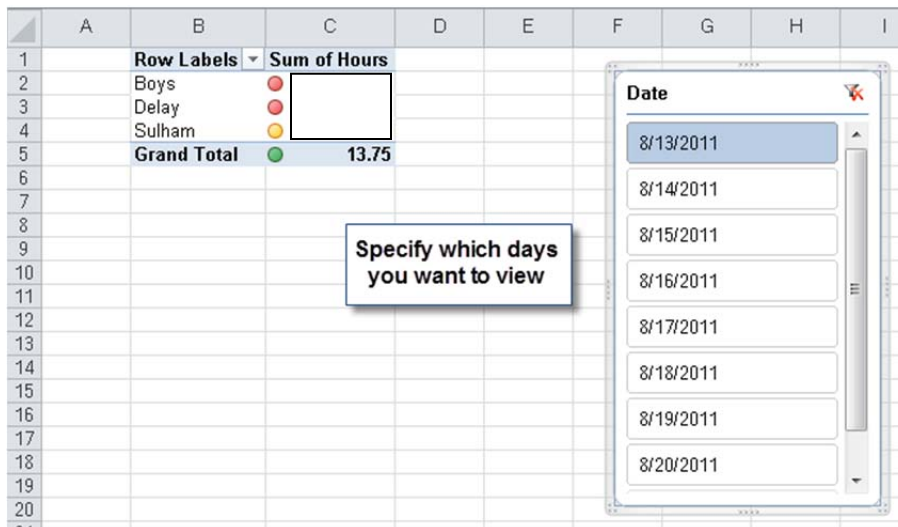 A B C D E F G H I
1 Row Labels Sum of Hours
2 Boys
3 Delay
4 Sulham
5 Grand Total 13.75
6
7
8
9
10
11
12
13
14
15
16
17
18
19
20
Specify which days
you want to view
Date
8/13/2011
8/14/2011
8/15/2011
8/16/2011
8/17/2011
8/18/2011
8/19/2011
8/20/2011